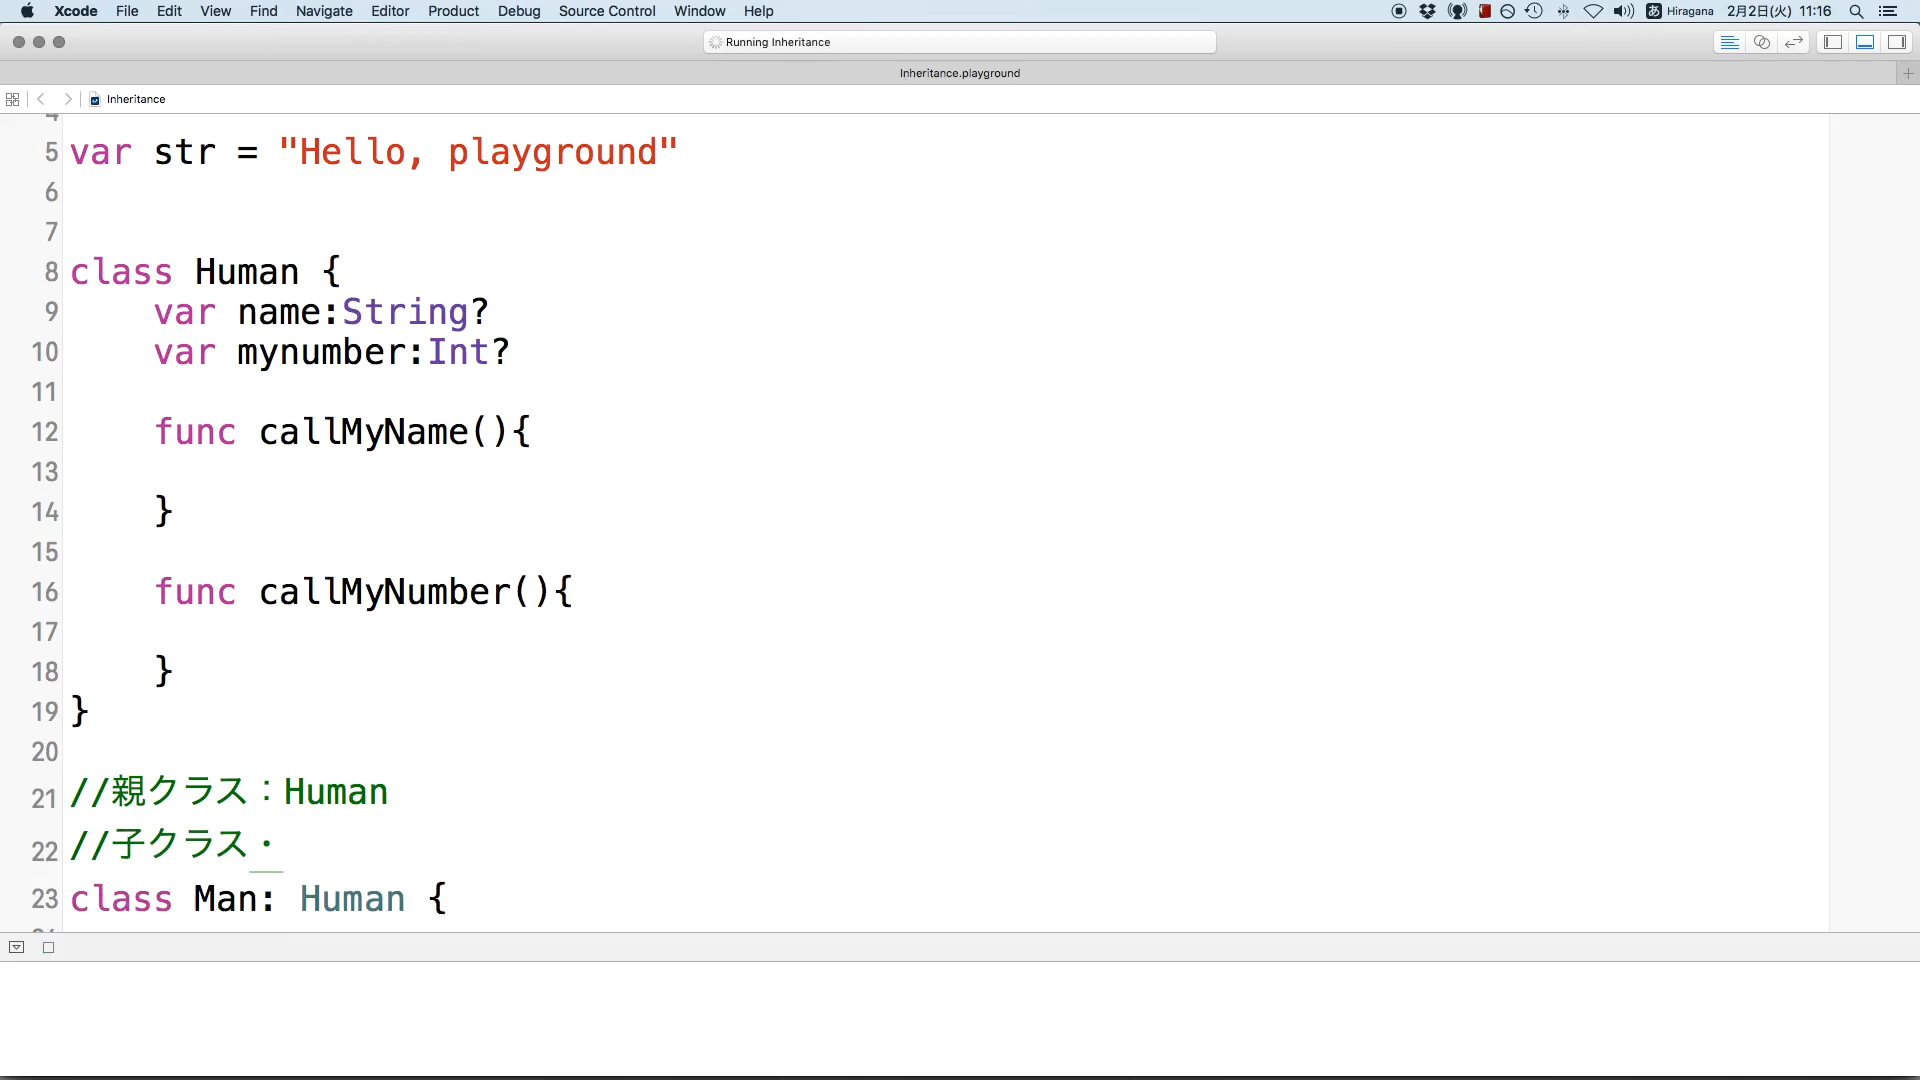 Xcode File Edit View Find Navigate Editor Product Debug Source Control Window Help あ Hiragana 2月2日(火) 11:16
Running Inheritance
Inheritance.playground
Inheritance
4
5 var str = "Hello, playground"
6
7
8 class Human {
9 var name:String?
10 var mynumber:Int?
11
12 func callMyName(){
13
14 }
15
16 func callMyNumber(){
17
18 }
19 }
20
21 //親クラス：Human
22 //子クラス・
23 class Man: Human {